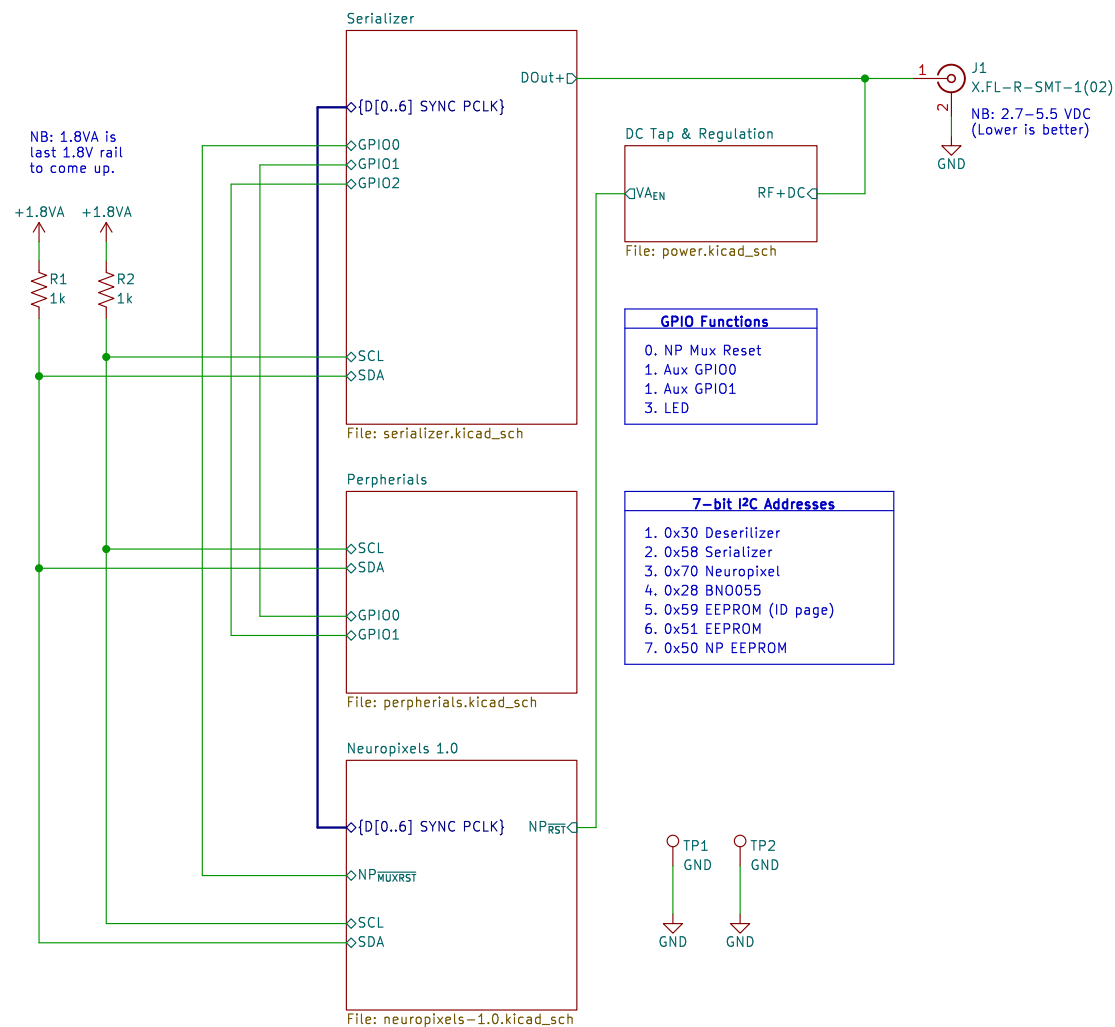 Serializer
DOut+
{D[0..6] SYNC PCLK}
GPIO0
GPIO1
GPIO2
SCL
SDA
File: serializer.kicad_sch
1
2
J1
X.FL-R-SMT-1(02)
NB: 2.7-5.5 VDC
(Lower is better)
GND
DC Tap & Regulation
VAEN
RF+DC
File: power.kicad_sch
NB: 1.8VA is
last 1.8V rail
to come up.
+1.8VA
+1.8VA
R1
1k
R2
1k
GPIO Functions
0. NP Mux Reset
1. Aux GPIO0
1. Aux GPIO1
3. LED
Perpherials
SCL
SDA
GPIO0
GPIO1
File: perpherials.kicad_sch
7-bit I²C Addresses
1. 0x30 Deserilizer
2. 0x58 Serializer
3. 0x70 Neuropixel
4. 0x28 BNO055
5. 0x59 EEPROM (ID page)
6. 0x51 EEPROM
7. 0x50 NP EEPROM
Neuropixels 1.0
{D[0..6] SYNC PCLK}
NPRST
NPMUXRST
SCL
SDA
File: neuropixels-1.0.kicad_sch
TP1
GND
GND
TP2
GND
GND